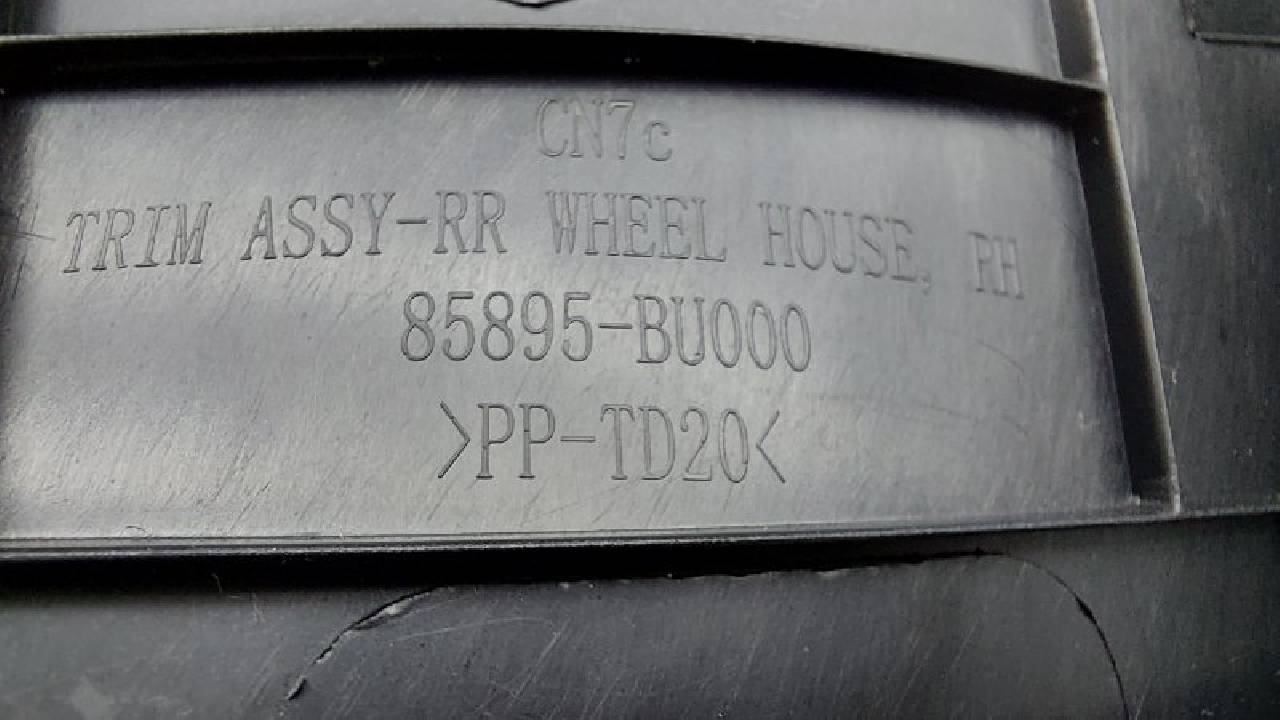 CN7c
TRIM ASSY-RR WHEEL HOUSE, RH
85895-BU000
>PP-TD20<